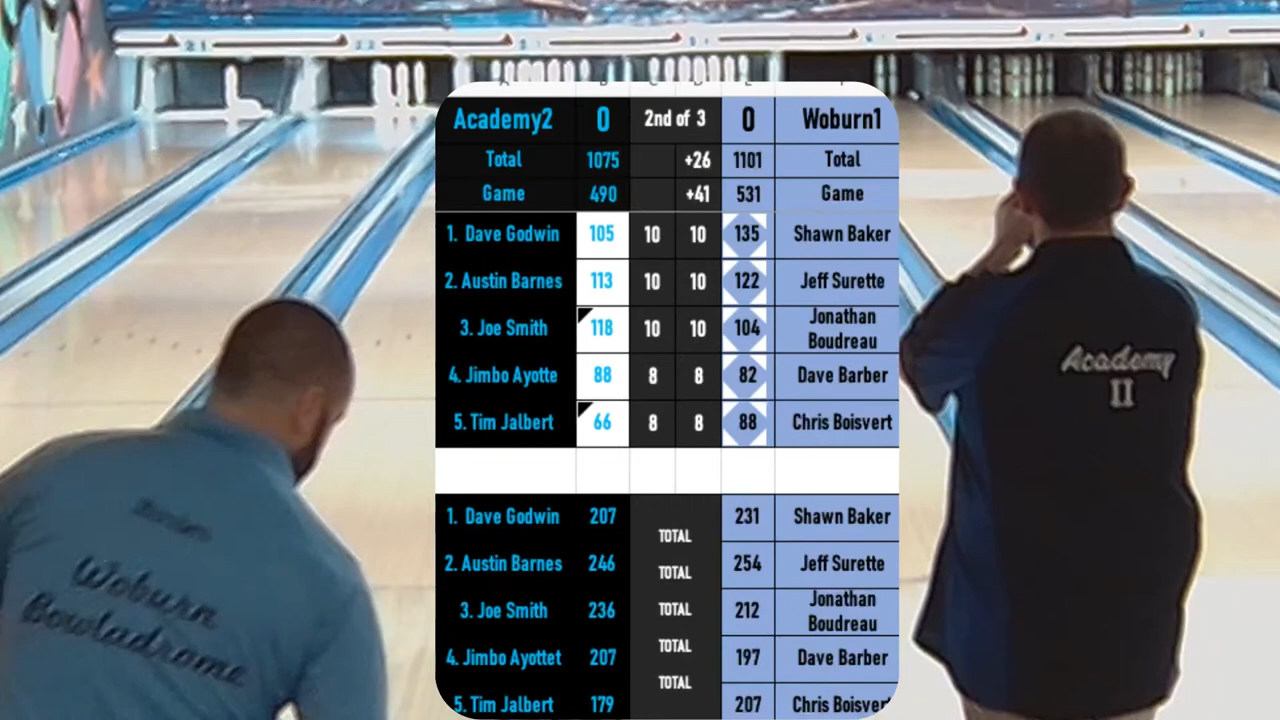 Academy2 0 2nd of 3 0 Woburn1
Total 1075 +26 1101 Total
Game 490 +41 531 Game
1. Dave Godwin 105 10 10 135 Shawn Baker
2. Austin Barnes 113 10 10 122 Jeff Surette
3. Joe Smith 118 10 10 104 Jonathan
Boudreau
4. Jimbo Ayotte 88 8 8 82 Dave Barber
5. Tim Jalbert 66 8 8 88 Chris Boisvert
1. Dave Godwin 207 TOTAL 231 Shawn Baker
2. Austin Barnes 246 TOTAL 254 Jeff Surette
3. Joe Smith 236 TOTAL 212 Jonathan
Boudreau
4. Jimbo Ayottet 207 TOTAL 197 Dave Barber
5. Tim Jalbert 179 TOTAL 207 Chris Boisvert
Woburn
Bowladrome
Academy
II